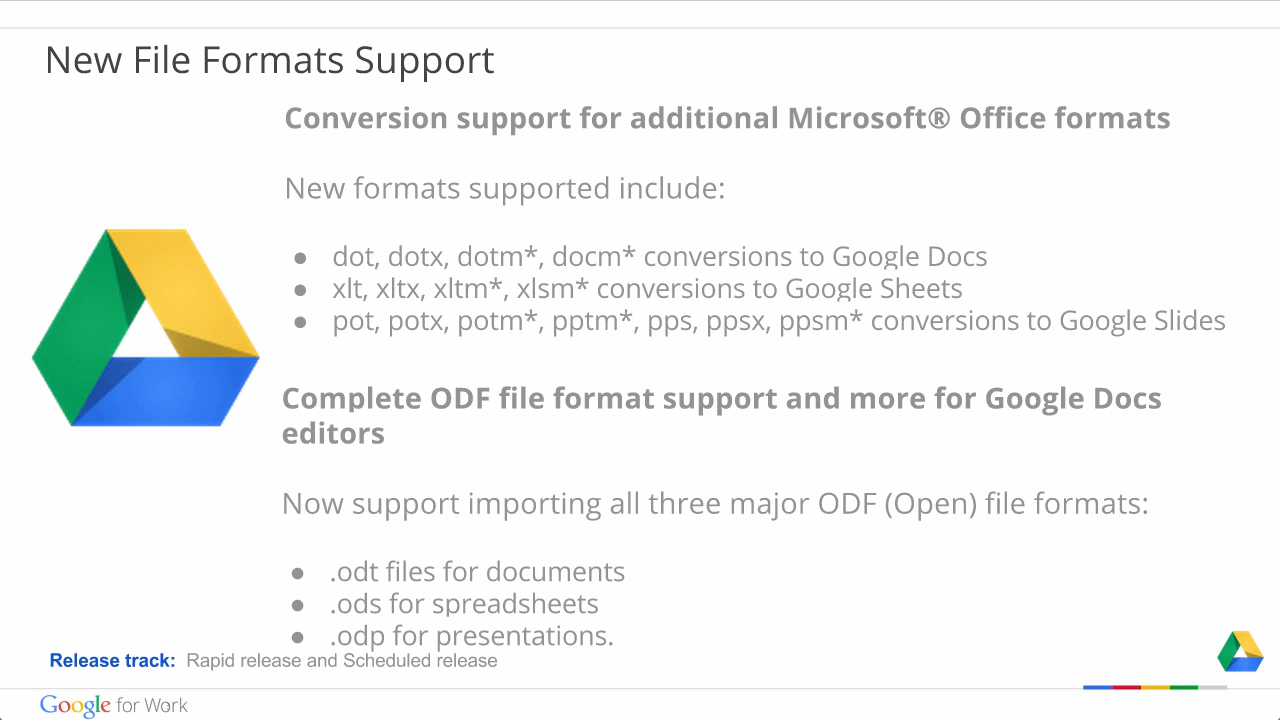 New File Formats Support
Conversion support for additional Microsoft® Office formats
New formats supported include:
● dot, dotx, dotm*, docm* conversions to Google Docs
● xlt, xltx, xltm*, xlsm* conversions to Google Sheets
● pot, potx, potm*, pptm*, pps, ppsx, ppsm* conversions to Google Slides
Complete ODF file format support and more for Google Docs
editors
Now support importing all three major ODF (Open) file formats:
● .odt files for documents
● .ods for spreadsheets
● .odp for presentations.
Release track: Rapid release and Scheduled release
Google for Work